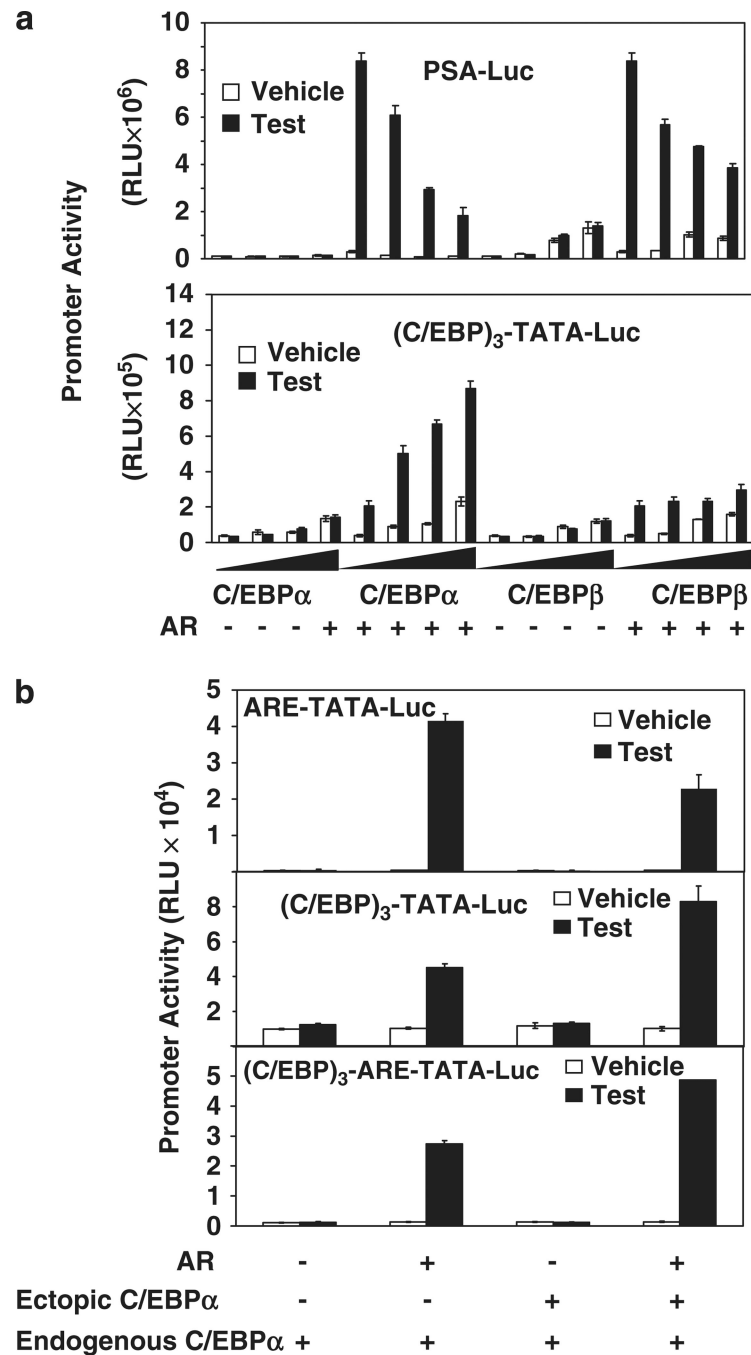 a
PSA-Luc
Vehicle
Test
10
8
6
4
2
0
(RLU×10⁶)
Promoter Activity
(C/EBP)₃-TATA-Luc
Vehicle
Test
14
12
10
8
6
4
2
0
(RLU×10⁵)
C/EBPα C/EBPα C/EBPβ C/EBPβ
AR - - - + + + + + - - - - + + + +
b
ARE-TATA-Luc
Vehicle
Test
5
4
3
2
1
(C/EBP)₃-TATA-Luc
Vehicle
Test
8
6
4
2
(C/EBP)₃-ARE-TATA-Luc
Vehicle
Test
5
4
3
2
1
0
Promoter Activity (RLU × 10⁴)
AR - + - +
Ectopic C/EBPα - - + +
Endogenous C/EBPα + + + +